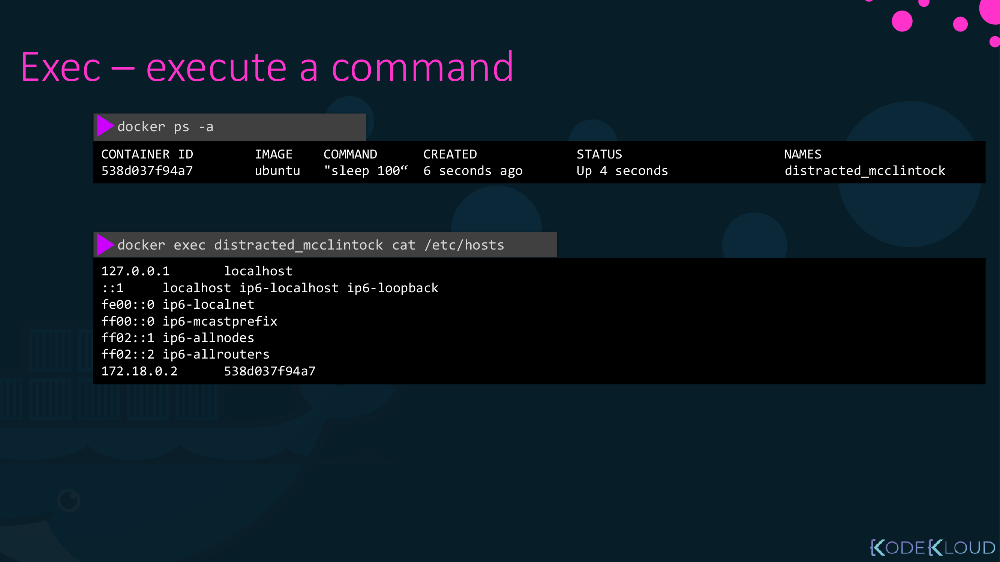 Exec – execute a command
docker ps -a
CONTAINER ID IMAGE COMMAND CREATED STATUS NAMES
538d037f94a7 ubuntu "sleep 100“ 6 seconds ago Up 4 seconds distracted_mcclintock
docker exec distracted_mcclintock cat /etc/hosts
127.0.0.1 localhost
::1 localhost ip6-localhost ip6-loopback
fe00::0 ip6-localnet
ff00::0 ip6-mcastprefix
ff02::1 ip6-allnodes
ff02::2 ip6-allrouters
172.18.0.2 538d037f94a7
{KODE{KLOUD